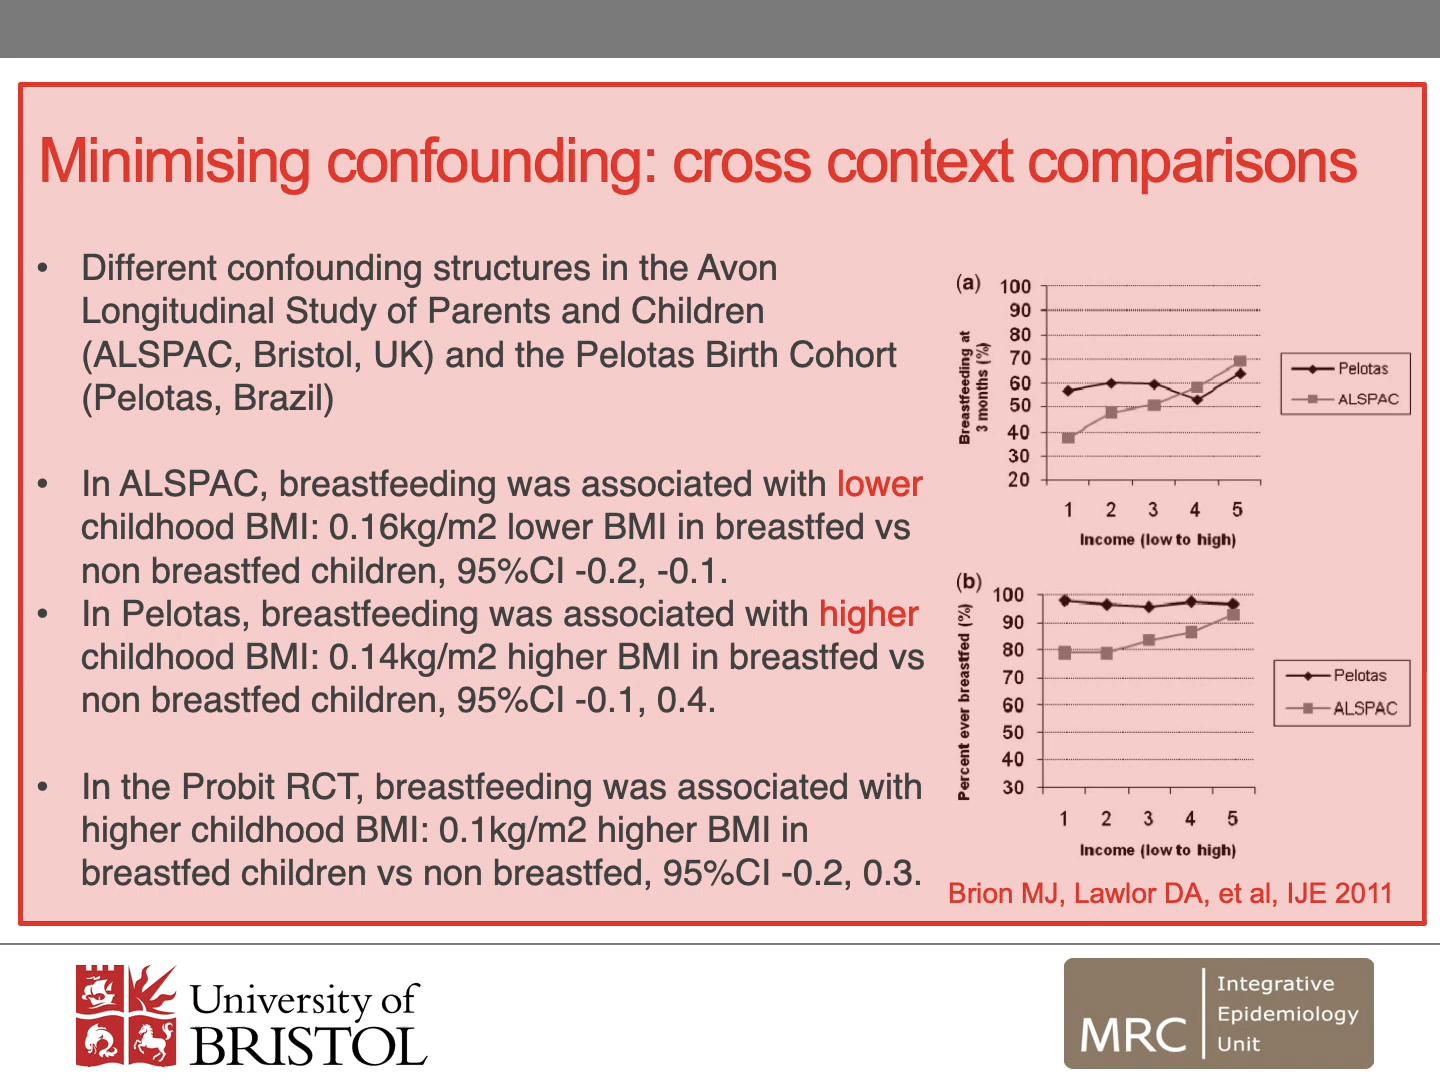 Minimising confounding: cross context comparisons
• Different confounding structures in the Avon
Longitudinal Study of Parents and Children
(ALSPAC, Bristol, UK) and the Pelotas Birth Cohort
(Pelotas, Brazil)
• In ALSPAC, breastfeeding was associated with lower
childhood BMI: 0.16kg/m2 lower BMI in breastfed vs
non breastfed children, 95%CI -0.2, -0.1.
• In Pelotas, breastfeeding was associated with higher
childhood BMI: 0.14kg/m2 higher BMI in breastfed vs
non breastfed children, 95%CI -0.1, 0.4.
• In the Probit RCT, breastfeeding was associated with
higher childhood BMI: 0.1kg/m2 higher BMI in
breastfed children vs non breastfed, 95%CI -0.2, 0.3.
(a)
Breastfeeding at
3 months (%)
100
90
80
70
60
50
40
30
20
1 2 3 4 5
Income (low to high)
Pelotas
ALSPAC
(b)
Percent ever breastfed (%)
100
90
80
70
60
50
40
30
1 2 3 4 5
Income (low to high)
Pelotas
ALSPAC
Brion MJ, Lawlor DA, et al, IJE 2011
University of
BRISTOL
MRC
Integrative
Epidemiology
Unit